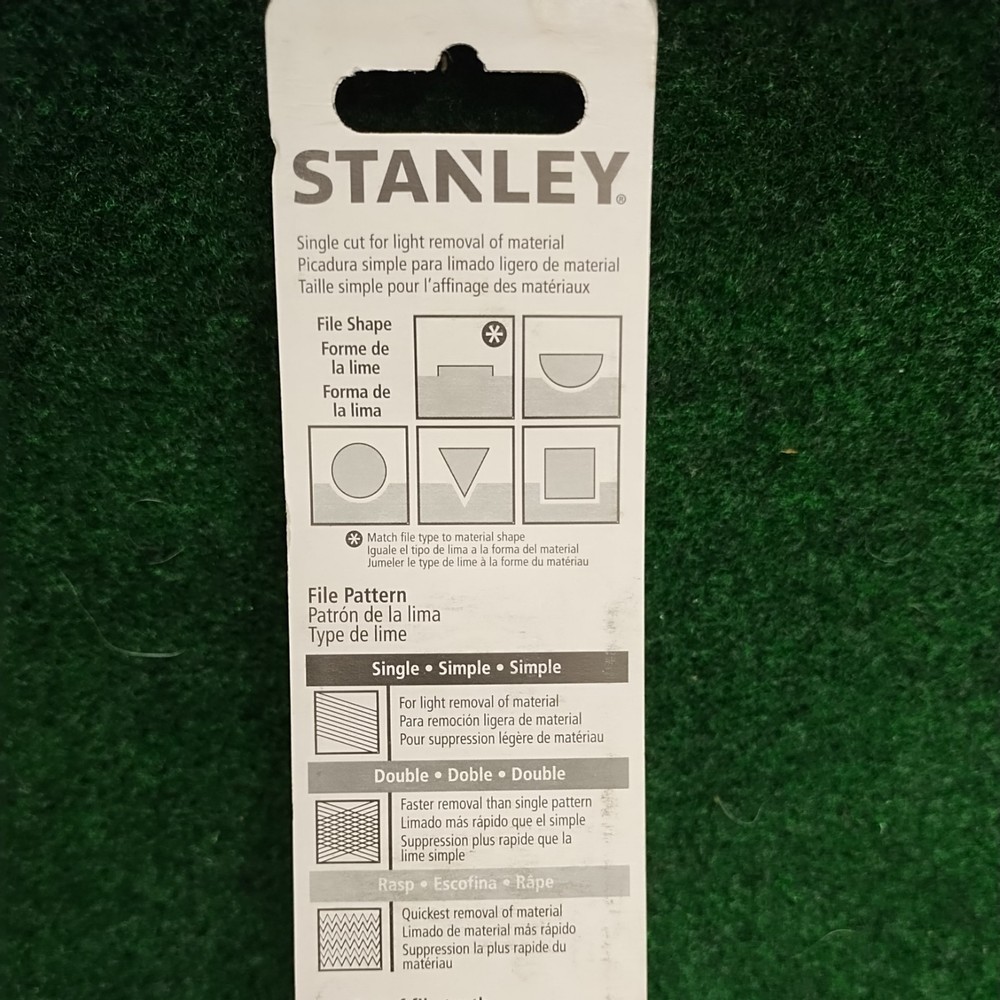 STANLEY®
Single cut for light removal of material
Picadura simple para limado ligero de material
Taille simple pour l'affinage des matériaux
File Shape
Forme de
la lime
Forma de
la lima
Match file type to material shape
Iguale el tipo de lima a la forma del material
Jumeler le type de lime à la forme du matériau
File Pattern
Patrón de la lima
Type de lime
Single • Simple • Simple
For light removal of material
Para remoción ligera de material
Pour suppression légère de matériau
Double • Doble • Double
Faster removal than single pattern
Limado más rápido que el simple
Suppression plus rapide que la
lime simple
Rasp • Escofina • Râpe
Quickest removal of material
Limado de material más rápido
Suppression la plus rapide du
matériau